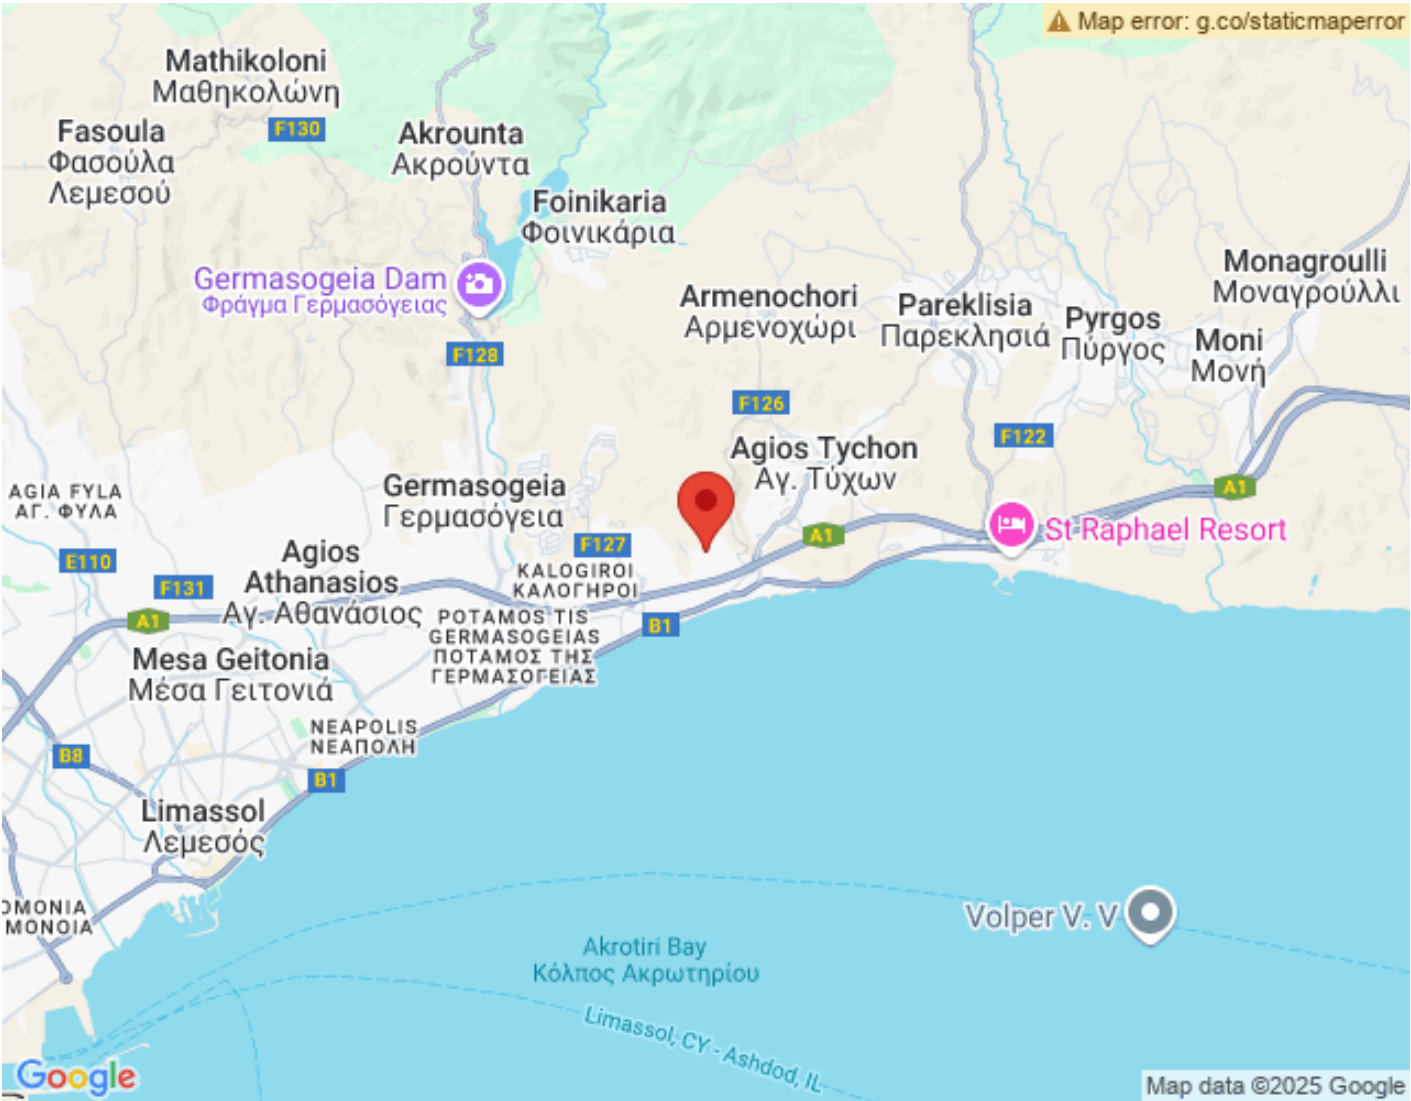 Map error: g.co/staticmaperror
Mathikoloni
Μαθηκολώνη
F130
Fasoula
Φασούλα
Λεμεσού
Akrounta
Ακρούντα
Foinikaria
Φοινικάρια
Germasogeia Dam
Φράγμα Γερμασόγειας
Monagroulli
Μοναγρούλλι
Armenochori
Αρμενοχώρι
Pareklisia
Παρεκλησιά
Pyrgos
Πύργος
Moni
Μονή
F128
F126
F122
Agios Tychon
Αγ. Τύχων
Germasogeia
Γερμασόγεια
AGIA FYLA
ΑΓ. ΦΥΛΑ
A1
St Raphael Resort
A1
F127
E110
Agios
Athanasios
Αγ. Αθανάσιος
F131
KALOGIROI
ΚΑΛΟΓΗΡΟΙ
A1
POTAMOS TIS
GERMASOGEIAS
ΠΟΤΑΜΟΣ ΤΗΣ
ΓΕΡΜΑΣΟΓΕΙΑΣ
B1
Mesa Geitonia
Μέσα Γειτονιά
NEAPOLIS
ΝΕΑΠΟΛΗ
B8
B1
Limassol
Λεμεσός
OMONIA
ΜΟΝΟΙΑ
Volper V. V
Akrotiri Bay
Κόλπος Ακρωτηρίου
Limassol, CY - Ashdod, IL
Google
Map data ©2025 Google